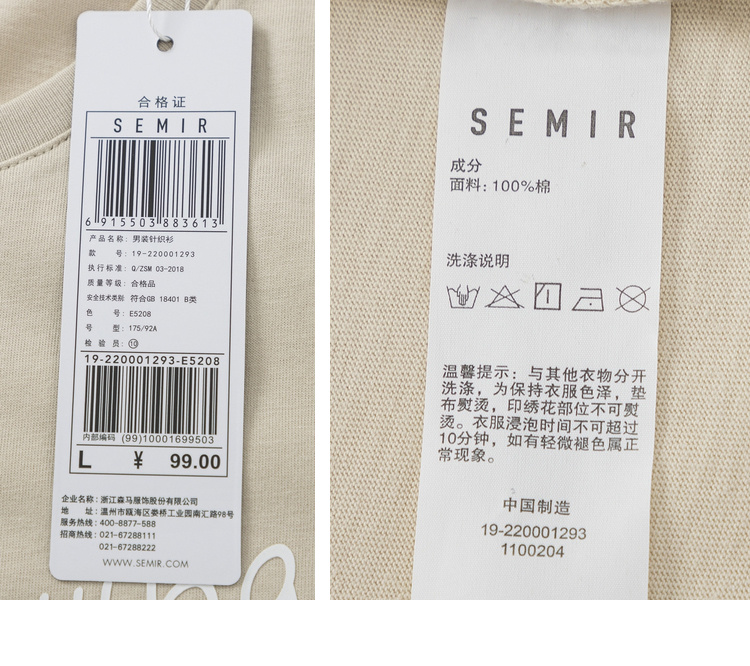 合格证
SEMIR
6 915503 883613
产品名称: 男装针织衫
款 号: 19-220001293
执行标准: Q/ZSM 03-2018
质量等级: 合格品
安全技术类别 符合GB 18401 B类
色 号: E5208
号 型: 175/92A
检 验 员: ⑩
19-220001293-E5208
内部编码 (99)10001699503
L ¥ 99.00
企业名称: 浙江森马服饰股份有限公司
地 址: 温州市瓯海区娄桥工业园南汇路98号
服务热线: 400-8877-588
招商热线: 021-67288111
021-67288222
WWW.SEMIR.COM
SEMIR
成分
面料: 100%棉
洗涤说明
温馨提示: 与其他衣物分开
洗涤，为保持衣服色泽，垫
布熨烫，印绣花部位不可熨
烫。衣服浸泡时间不可超过
10分钟，如有轻微褪色属正
常现象。
中国制造
19-220001293
1100204